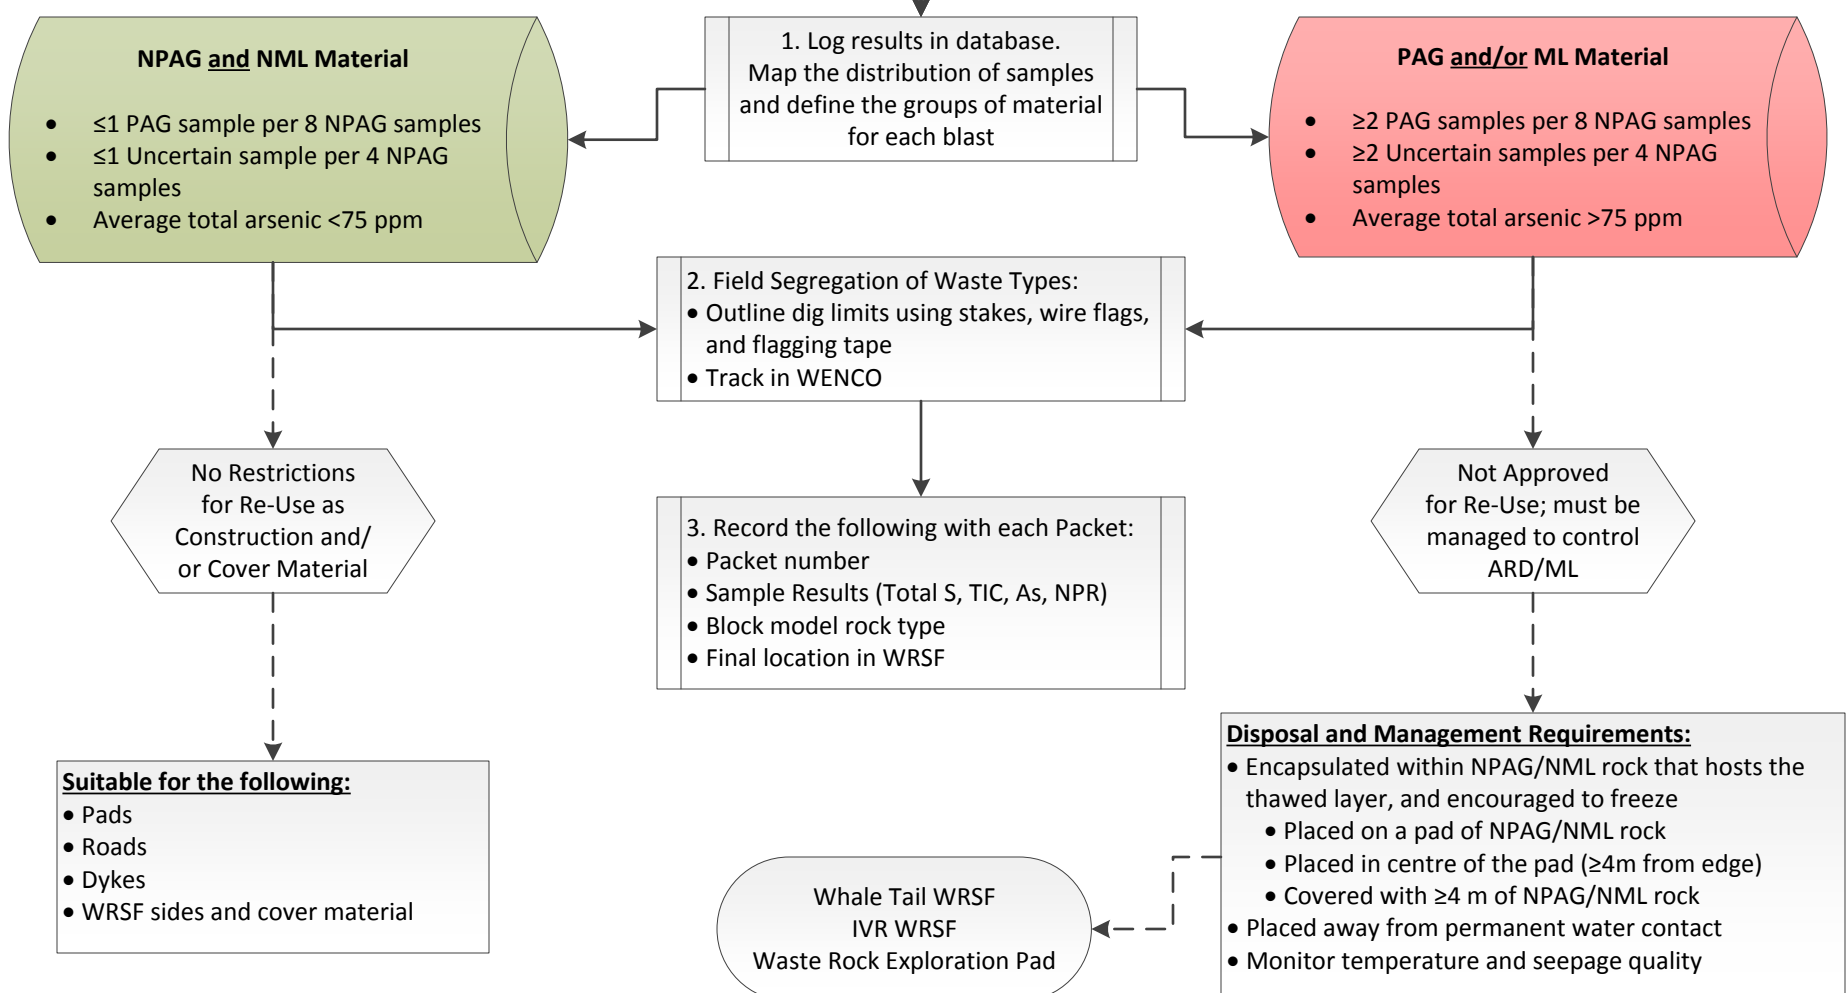 NPAG and NML Material
• ≤1 PAG sample per 8 NPAG samples
• ≤1 Uncertain sample per 4 NPAG
samples
• Average total arsenic <75 ppm
1. Log results in database.
Map the distribution of samples
and define the groups of material
for each blast
PAG and/or ML Material
• ≥2 PAG samples per 8 NPAG samples
• ≥2 Uncertain samples per 4 NPAG
samples
• Average total arsenic >75 ppm
2. Field Segregation of Waste Types:
• Outline dig limits using stakes, wire flags,
and flagging tape
• Track in WENCO
No Restrictions
for Re-Use as
Construction and/
or Cover Material
3. Record the following with each Packet:
• Packet number
• Sample Results (Total S, TIC, As, NPR)
• Block model rock type
• Final location in WRSF
Not Approved
for Re-Use; must be
managed to control
ARD/ML
Suitable for the following:
• Pads
• Roads
• Dykes
• WRSF sides and cover material
Whale Tail WRSF
IVR WRSF
Waste Rock Exploration Pad
Disposal and Management Requirements:
• Encapsulated within NPAG/NML rock that hosts the
thawed layer, and encouraged to freeze
• Placed on a pad of NPAG/NML rock
• Placed in centre of the pad (≥4m from edge)
• Covered with ≥4 m of NPAG/NML rock
• Placed away from permanent water contact
• Monitor temperature and seepage quality